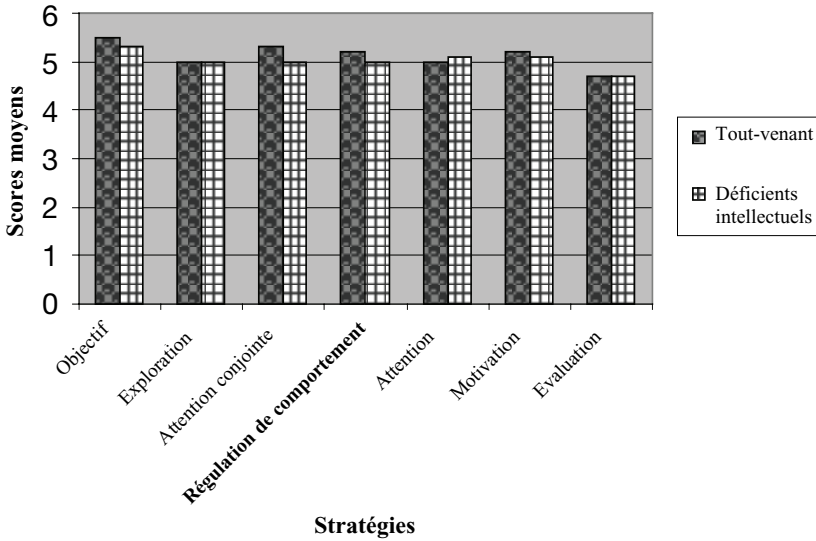 6
5
4
3
2
1
0
Scores moyens
Objectif
Exploration
Attention conjointe
Régulation de comportement
Attention
Motivation
Evaluation
Stratégies
Tout-venant
Déficients
intellectuels